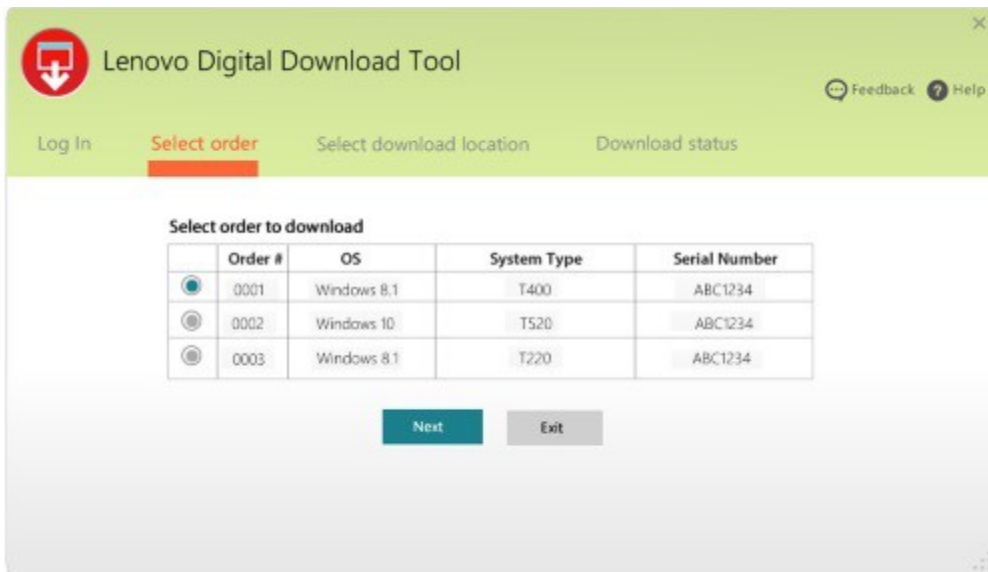 Lenovo Digital Download Tool
Feedback Help
Log In Select order Select download location Download status
Select order to download
Order # OS System Type Serial Number
0001 Windows 8.1 T400 ABC1234
0002 Windows 10 T520 ABC1234
0003 Windows 8.1 T220 ABC1234
Next Exit